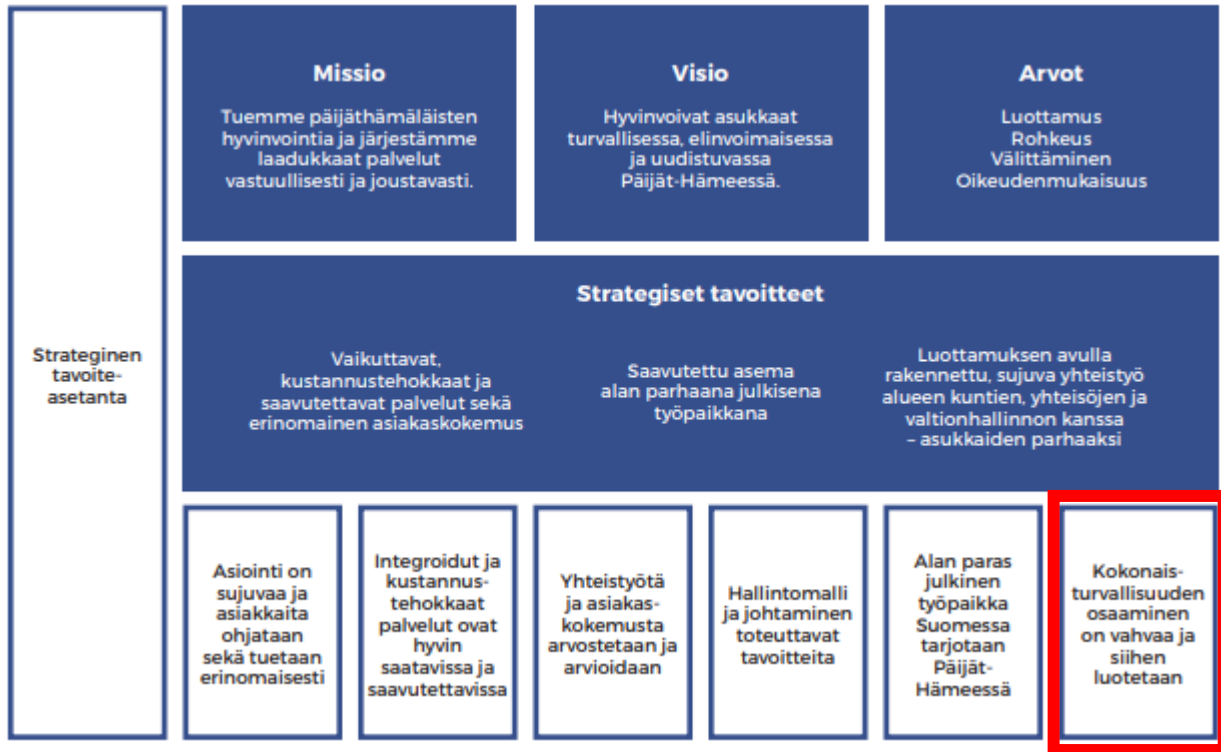 Strateginen
tavoite-
asetanta
Missio
Tuemme päijäthämäläisten
hyvinvointia ja järjestämme
laadukkaat palvelut
vastuullisesti ja joustavasti.
Visio
Hyvinvoivat asukkaat
turvallisessa, elinvoimaisessa
ja uudistuvassa
Päijät-Hämeessä.
Arvot
Luottamus
Rohkeus
Välittäminen
Oikeudenmukaisuus
Strategiset tavoitteet
Vaikuttavat,
kustannustehokkaat ja
saavutettavat palvelut sekä
erinomainen asiakaskokemus
Saavutettu asema
alan parhaana julkisena
työpaikkana
Luottamuksen avulla
rakennettu, sujuva yhteistyö
alueen kuntien, yhteisöjen ja
valtionhallinnon kanssa
– asukkaiden parhaaksi
Asiointi on
sujuvaa ja
asiakkaita
ohjataan
sekä tuetaan
erinomaisesti
Integroidut ja
kustannus-
tehokkaat
palvelut ovat
hyvin
saatavissa ja
saavutettavissa
Yhteistyötä
ja asiakas-
kokemusta
arvostetaan ja
arvioidaan
Hallintomalli
ja johtaminen
toteuttavat
tavoitteita
Alan paras
julkinen
työpaikka
Suomessa
tarjotaan
Päijät-
Hämeessä
Kokonais-
turvallisuuden
osaaminen
on vahvaa ja
siihen
luotetaan